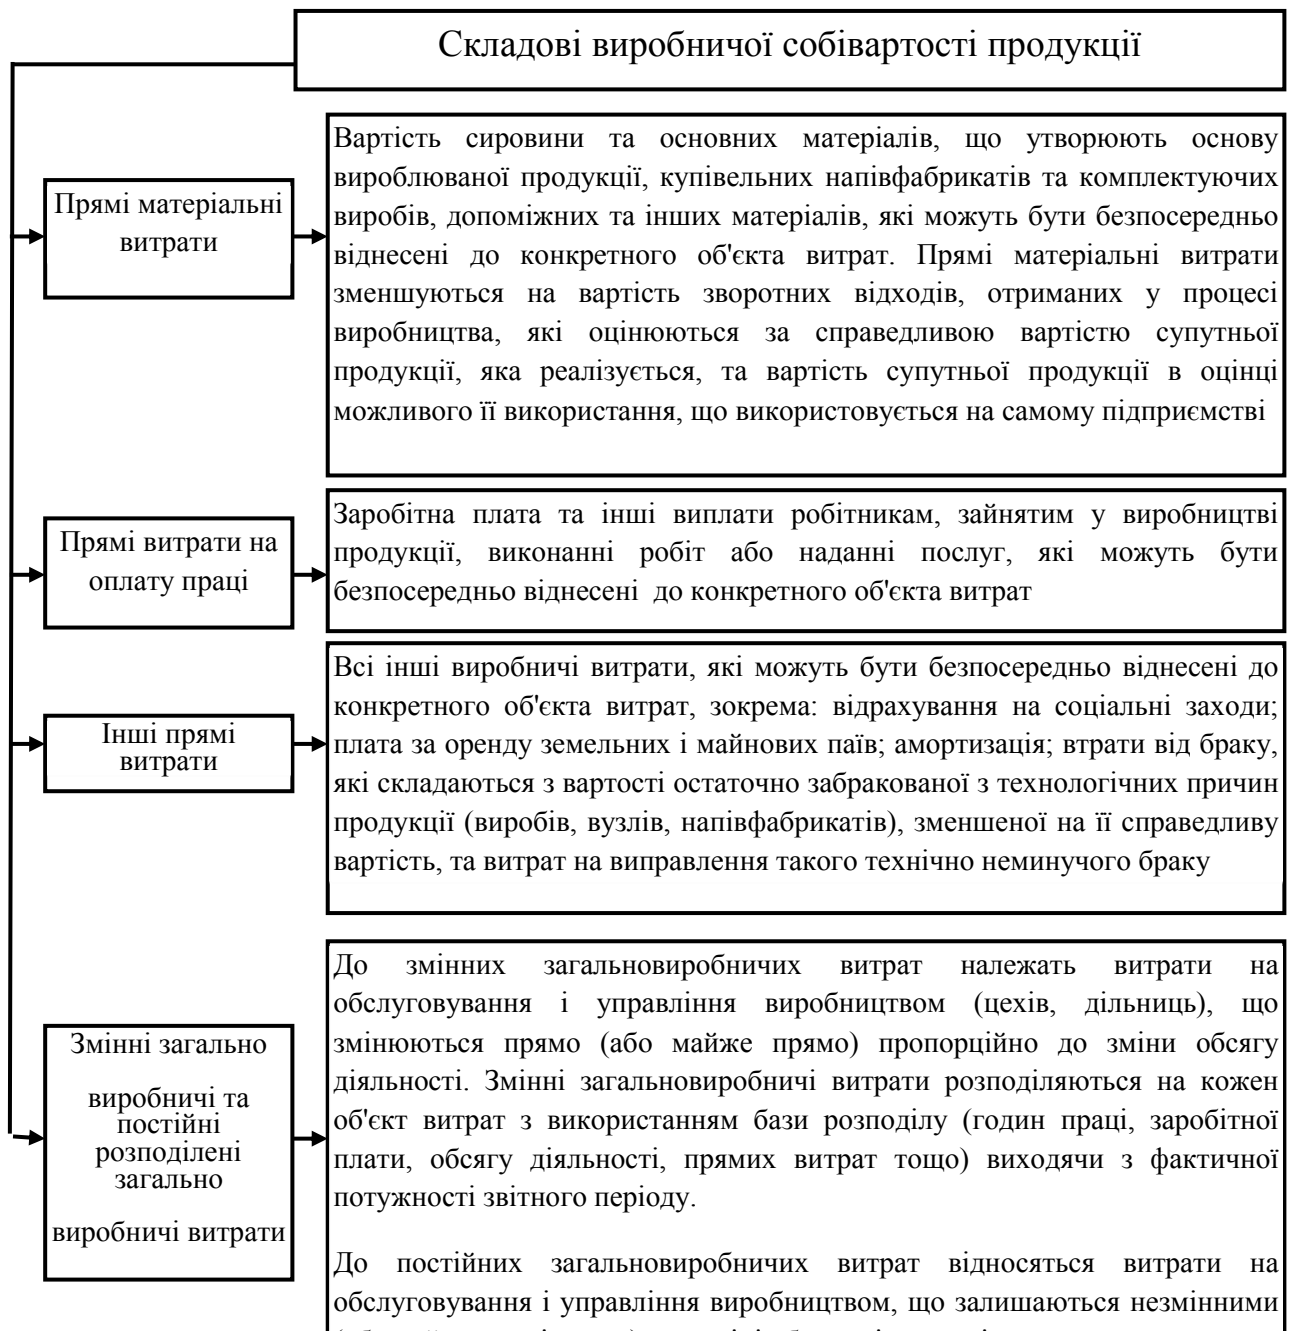 Складові виробничої собівартості продукції
Прямі матеріальні
витрати
Вартість сировини та основних матеріалів, що утворюють основу
вироблюваної продукції, купівельних напівфабрикатів та комплектуючих
виробів, допоміжних та інших матеріалів, які можуть бути безпосередньо
віднесені до конкретного об'єкта витрат. Прямі матеріальні витрати
зменшуються на вартість зворотних відходів, отриманих у процесі
виробництва, які оцінюються за справедливою вартістю супутньої
продукції, яка реалізується, та вартість супутньої продукції в оцінці
можливого її використання, що використовується на самому підприємстві
Прямі витрати на
оплату праці
Заробітна плата та інші виплати робітникам, зайнятим у виробництві
продукції, виконанні робіт або наданні послуг, які можуть бути
безпосередньо віднесені до конкретного об'єкта витрат
Інші прямі
витрати
Всі інші виробничі витрати, які можуть бути безпосередньо віднесені до
конкретного об'єкта витрат, зокрема: відрахування на соціальні заходи;
плата за оренду земельних і майнових паїв; амортизація; втрати від браку,
які складаються з вартості остаточно забракованої з технологічних причин
продукції (виробів, вузлів, напівфабрикатів), зменшеної на її справедливу
вартість, та витрат на виправлення такого технічно неминучого браку
Змінні загально
виробничі та
постійні
розподілені
загально
виробничі витрати
До змінних загальновиробничих витрат належать витрати на
обслуговування і управління виробництвом (цехів, дільниць), що
змінюються прямо (або майже прямо) пропорційно до зміни обсягу
діяльності. Змінні загальновиробничі витрати розподіляються на кожен
об'єкт витрат з використанням бази розподілу (годин праці, заробітної
плати, обсягу діяльності, прямих витрат тощо) виходячи з фактичної
потужності звітного періоду.
До постійних загальновиробничих витрат відносяться витрати на
обслуговування і управління виробництвом, що залишаються незмінними